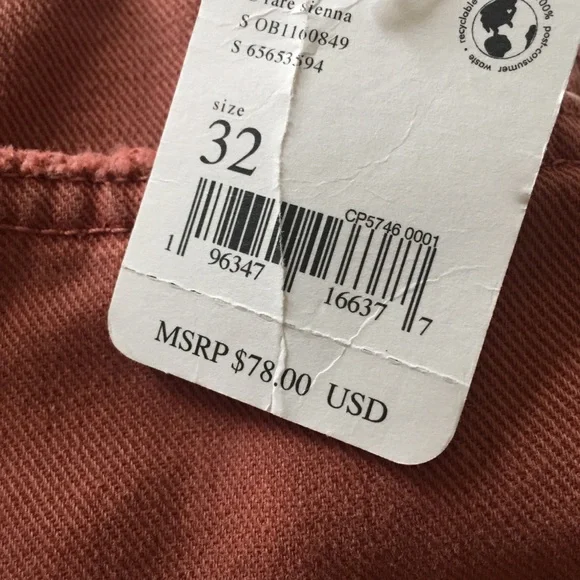 rare sienna
S OB1160849
S 65653594
size
32
CP5746 0001
1 96347 16637 7
MSRP $78.00 USD
recyclable • 100% post-consumer waste •